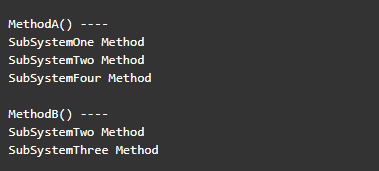 MethodA() ----
SubSystemOne Method
SubSystemTwo Method
SubSystemFour Method

MethodB() ----
SubSystemTwo Method
SubSystemThree Method